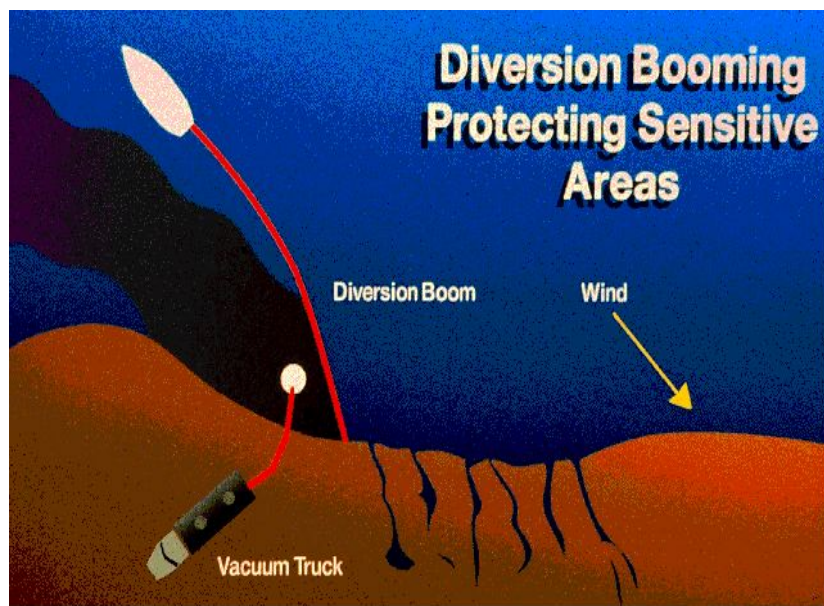 Diversion Booming
Protecting Sensitive
Areas
Diversion Boom
Wind
Vacuum Truck